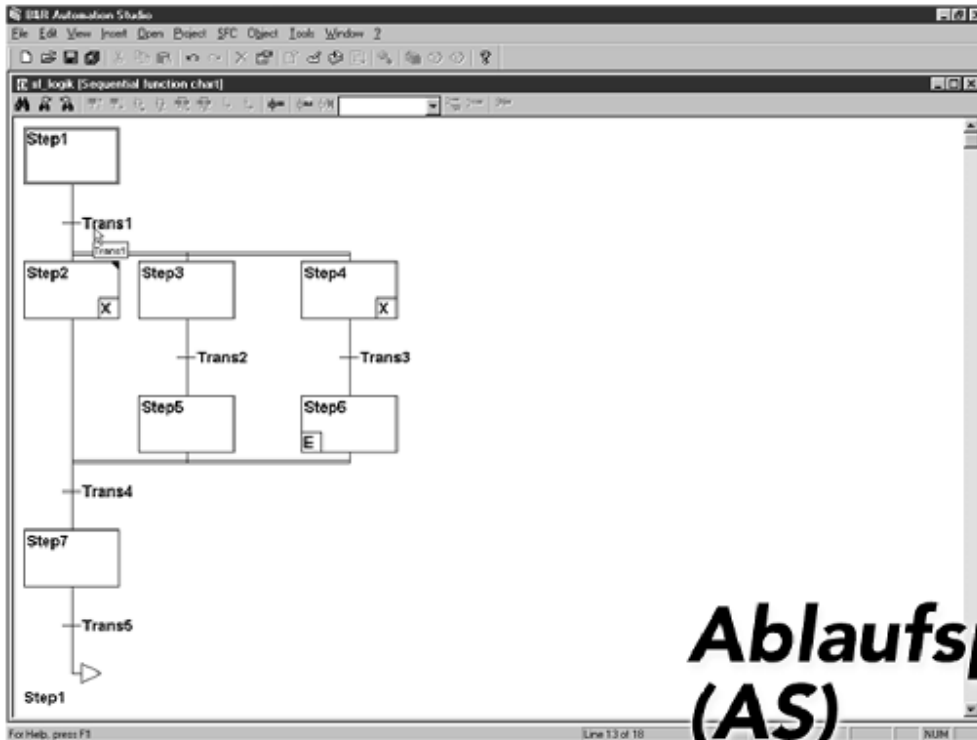 B&R Automation Studio
File Edit View Insert Open Project SFC Object Tools Window ?
sf_logik [Sequential function chart]
Step1
Trans1
Trans1
Step2 Step3 Step4
X X
Trans2 Trans3
Step5 Step6
E
Trans4
Step7
Trans5
Step1
Ablaufsp
(AS)
For Help, press F1 Line 13 of 18 NUM